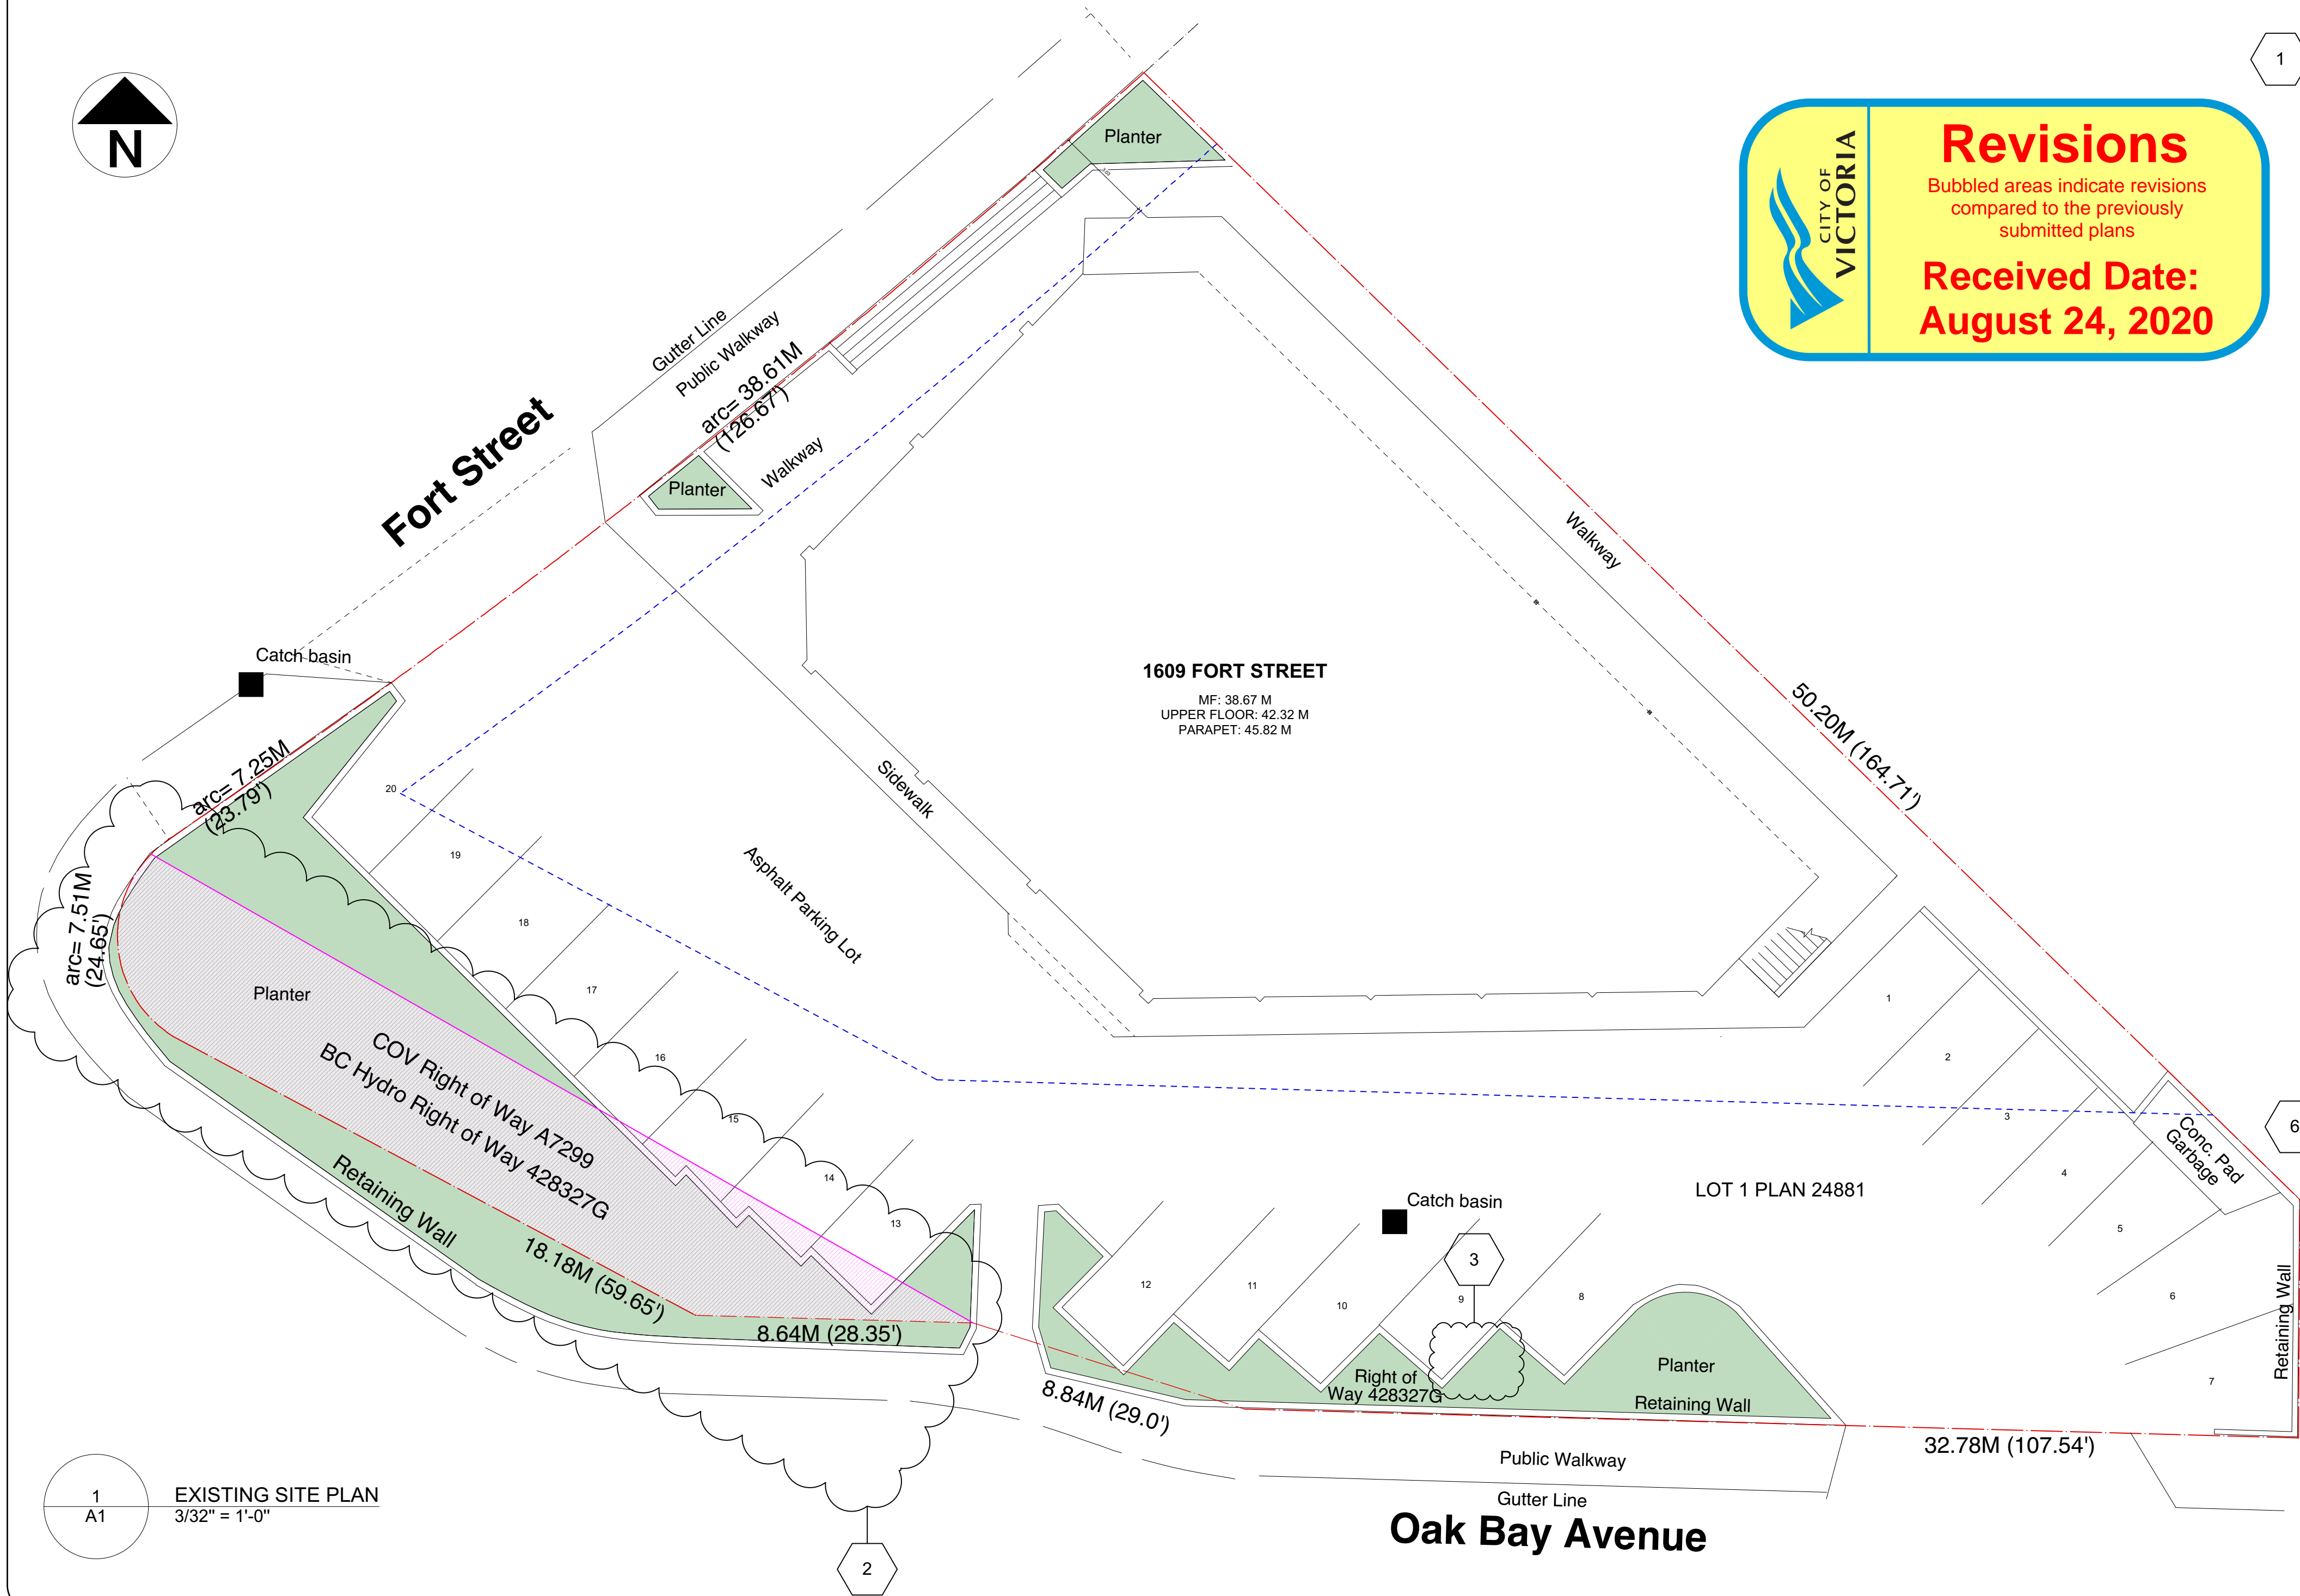 1
N
CITY OF
VICTORIA
Revisions
Bubbled areas indicate revisions
compared to the previously
submitted plans
Received Date:
August 24, 2020
Planter
Gutter Line
Public Walkway
arc= 38.61M
(126.67')
Walkway
Planter
Fort Street
Walkway
Catch basin
1609 FORT STREET
MF: 38.67 M
UPPER FLOOR: 42.32 M
PARAPET: 45.82 M
50.20M (164.71')
arc= 7.25M
(23.79')
Sidewalk
Asphalt Parking Lot
20
19
18
17
16
15
14
13
arc= 7.51M
(24.65')
Planter
COV Right of Way A7299
BC Hydro Right of Way 428327G
Retaining Wall
18.18M (59.65')
8.64M (28.35')
1
2
3
4
5
6
7
Conc. Pad
Garbage
6
LOT 1 PLAN 24881
Catch basin
3
12
11
10
9
8
Retaining Wall
Planter
Right of
Way 428327G
Retaining Wall
8.84M (29.0')
32.78M (107.54')
Public Walkway
Gutter Line
Oak Bay Avenue
1
A1
EXISTING SITE PLAN
3/32" = 1'-0"
2